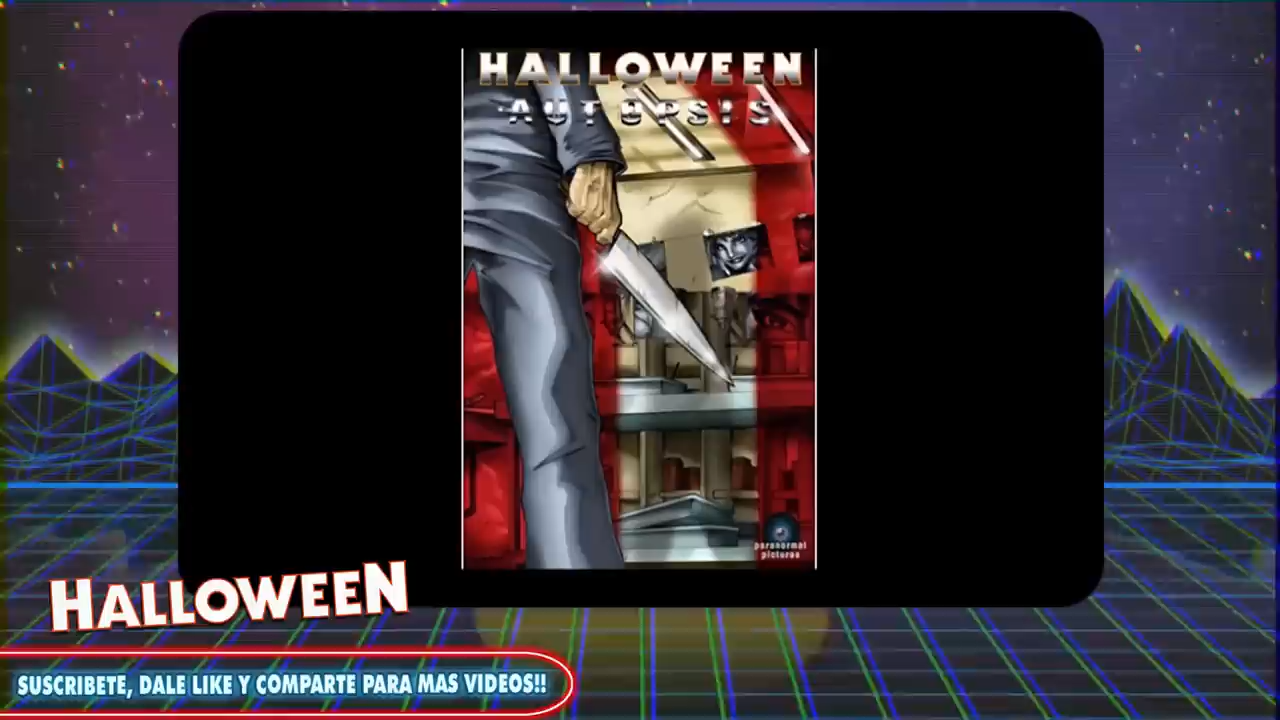 HALLOWEEN
AUTOPSIS
paranormal
pictures
HALLOWEEN
SUSCRIBETE, DALE LIKE Y COMPARTE PARA MAS VIDEOS!!